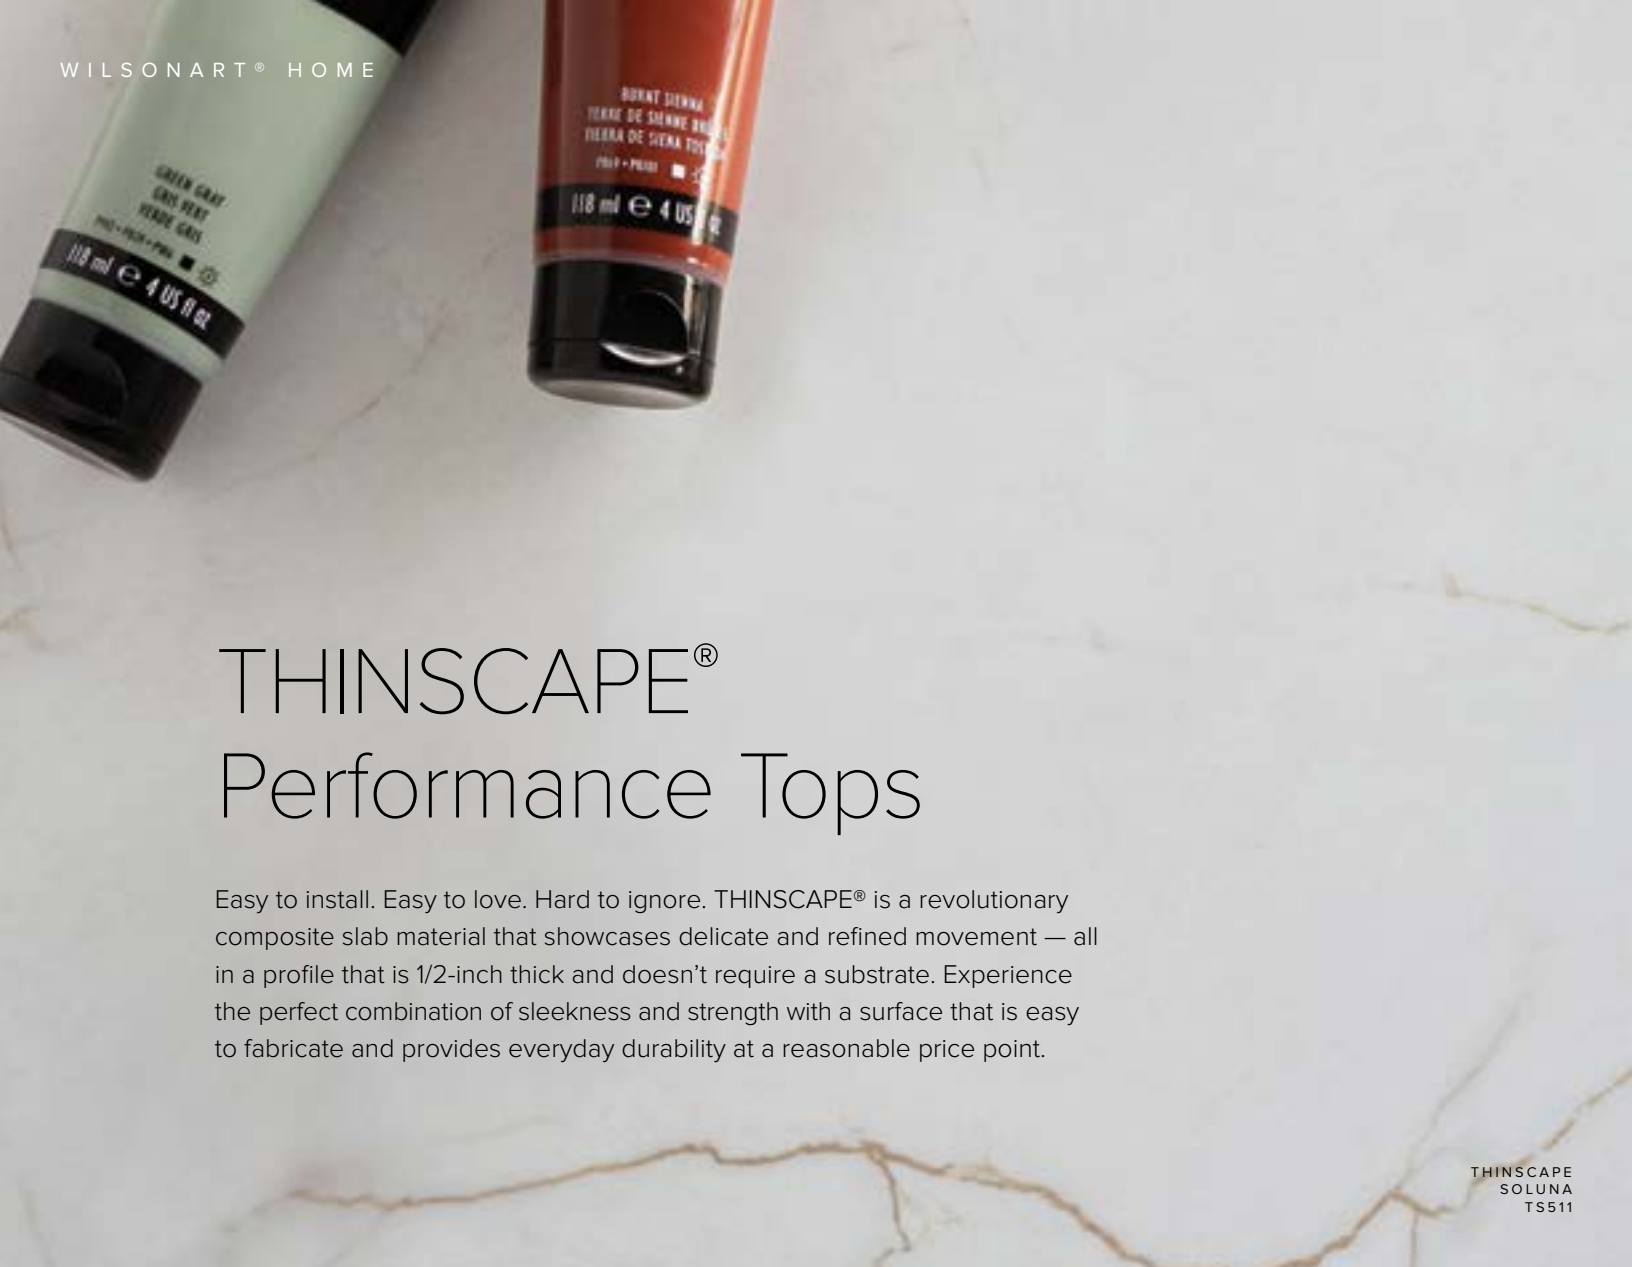 WILSONART® HOME
GREEN GRAY
GRIS VERT
VERDE GRIS
118 ml e 4 US fl oz
BURNT SIENNA
TERRE DE SIENNE
TIERRA DE SIENA
118 ml e 4 US oz
THINSCAPE®
Performance Tops
Easy to install. Easy to love. Hard to ignore. THINSCAPE® is a revolutionary
composite slab material that showcases delicate and refined movement — all
in a profile that is 1/2-inch thick and doesn’t require a substrate. Experience
the perfect combination of sleekness and strength with a surface that is easy
to fabricate and provides everyday durability at a reasonable price point.
THINSCAPE
SOLUNA
TS511